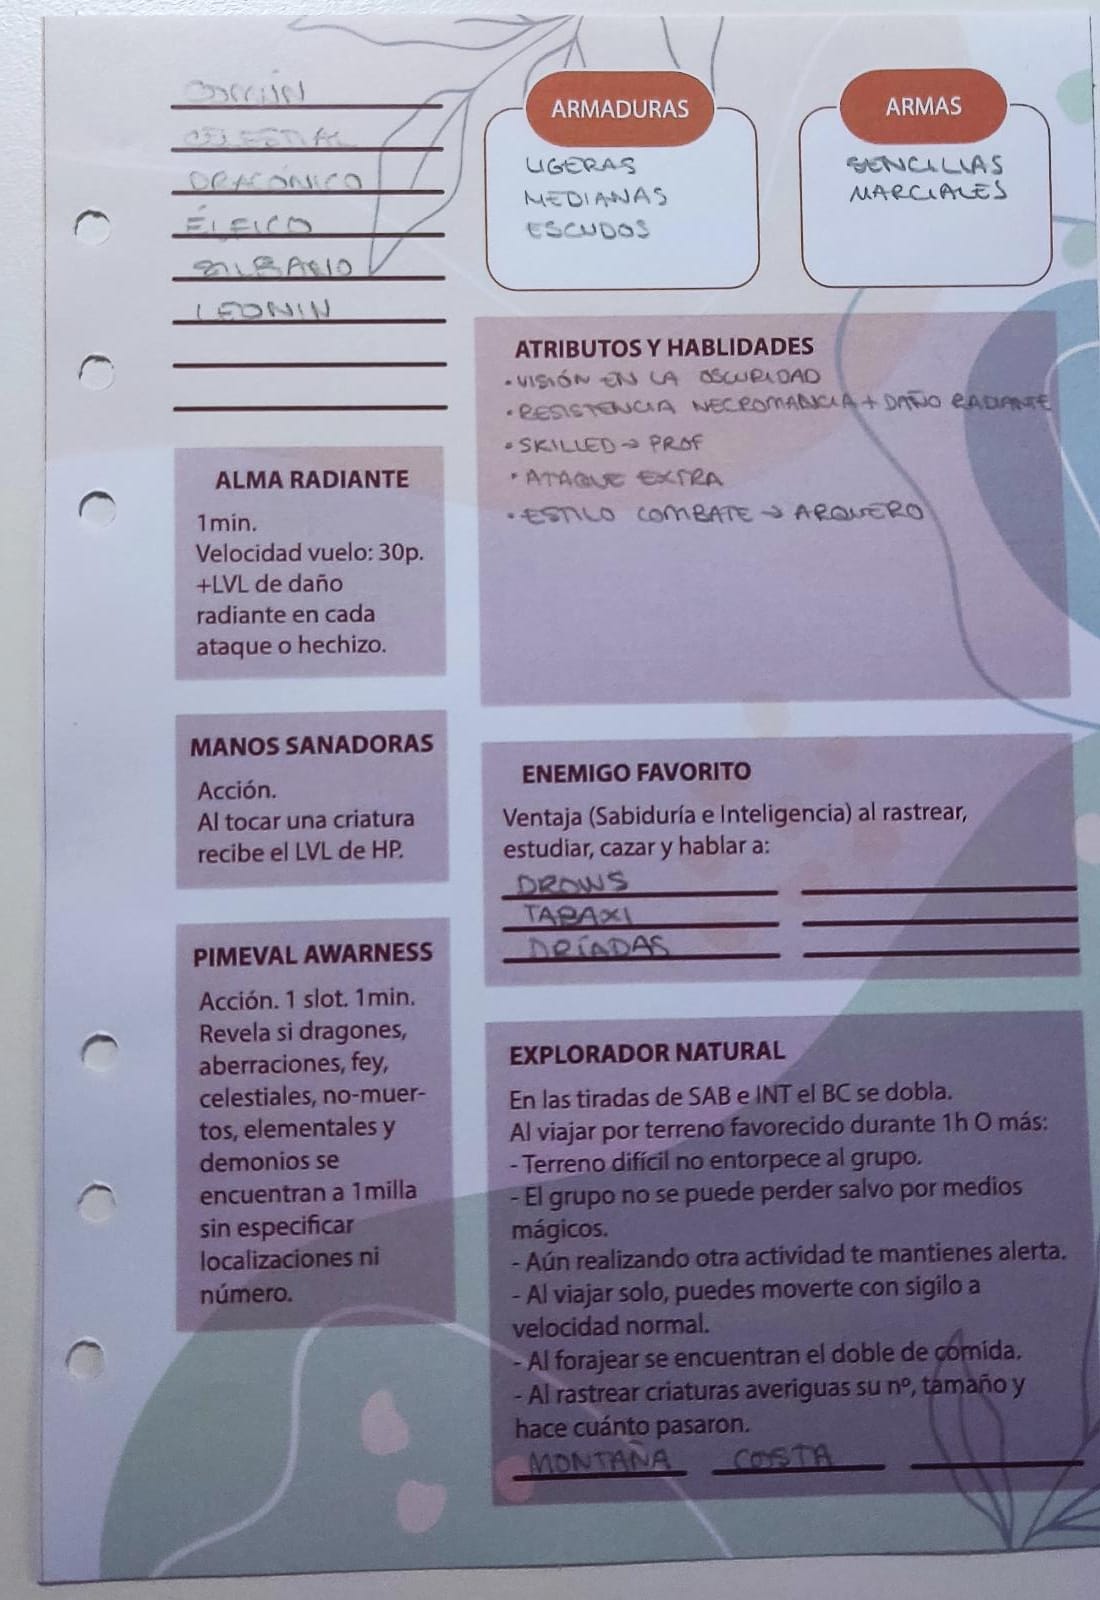 COMÚN
CELESTIAL
DRACÓNICO
ÉLFICO
SILBANO
LEONIN
ARMADURAS
LIGERAS
MEDIANAS
ESCUDOS
ARMAS
SENCILLAS
MARCIALES
ATRIBUTOS Y HABLIDADES
• VISIÓN EN LA OSCURIDAD
• RESISTENCIA NECROMANCIA + DAÑO RADIANTE
• SKILLED → PROF
• ATAQUE EXTRA
• ESTILO COMBATE → ARQUERO
ALMA RADIANTE
1min.
Velocidad vuelo: 30p.
+LVL de daño
radiante en cada
ataque o hechizo.
MANOS SANADORAS
Acción.
Al tocar una criatura
recibe el LVL de HP.
PIMEVAL AWARNESS
Acción. 1 slot. 1min.
Revela si dragones,
aberraciones, fey,
celestiales, no-muer-
tos, elementales y
demonios se
encuentran a 1milla
sin especificar
localizaciones ni
número.
ENEMIGO FAVORITO
Ventaja (Sabiduría e Inteligencia) al rastrear,
estudiar, cazar y hablar a:
DROWS
TABAXI
DRÍADAS
EXPLORADOR NATURAL
En las tiradas de SAB e INT el BC se dobla.
Al viajar por terreno favorecido durante 1h O más:
- Terreno difícil no entorpece al grupo.
- El grupo no se puede perder salvo por medios
mágicos.
- Aún realizando otra actividad te mantienes alerta.
- Al viajar solo, puedes moverte con sigilo a
velocidad normal.
- Al forajear se encuentran el doble de comida.
- Al rastrear criaturas averiguas su nº, tamaño y
hace cuánto pasaron.
MONTAÑA COSTA